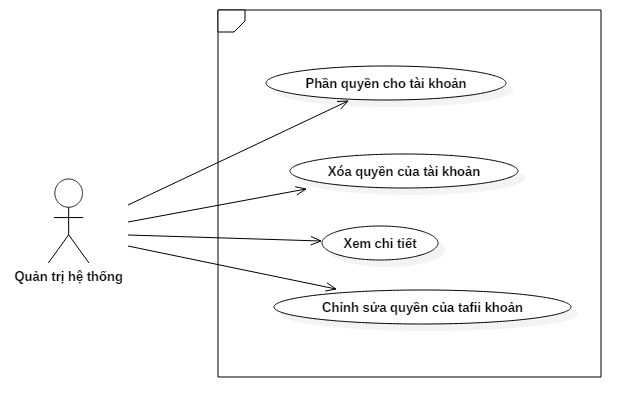 Phần quyền cho tài khoản
Xóa quyền của tài khoản
Xem chi tiết
Quản trị hệ thống
Chỉnh sửa quyền của tafii khoản